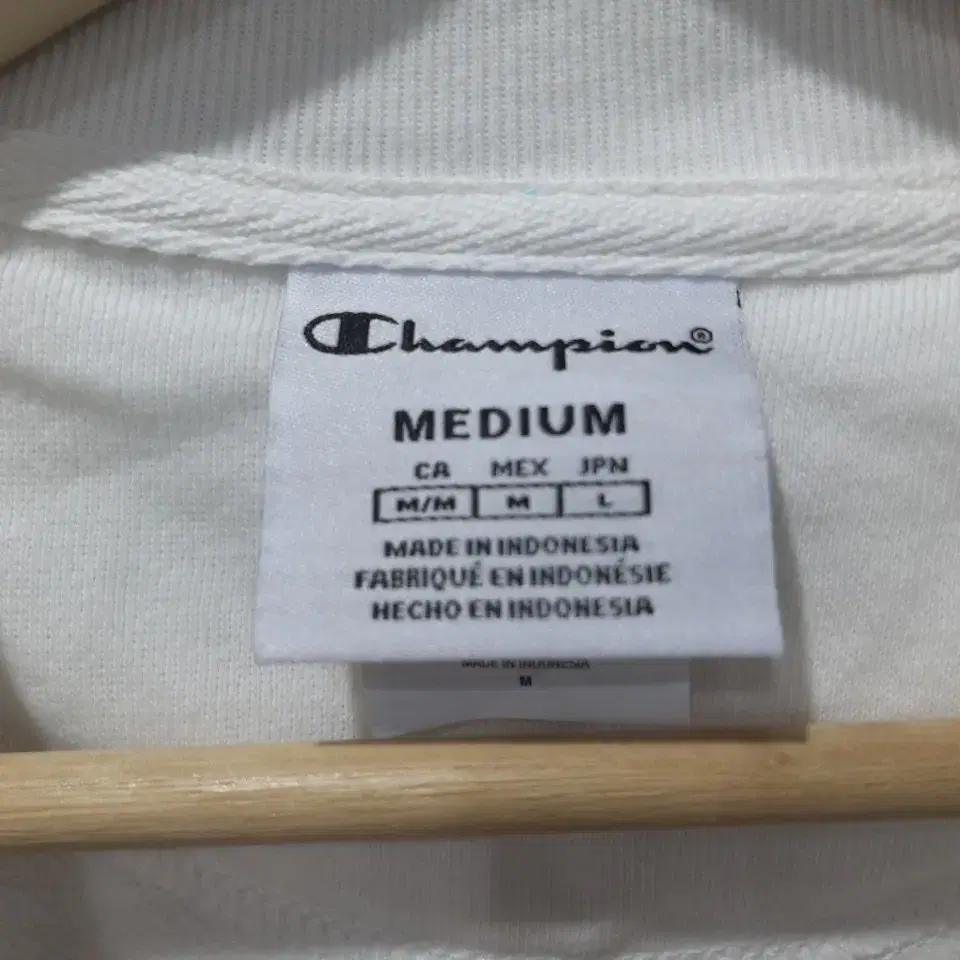 Champion®
MEDIUM
CA MEX JPN
M/M M L
MADE IN INDONESIA
FABRIQUÉ EN INDONÉSIE
HECHO EN INDONESIA
MADE IN INDONESIA
M